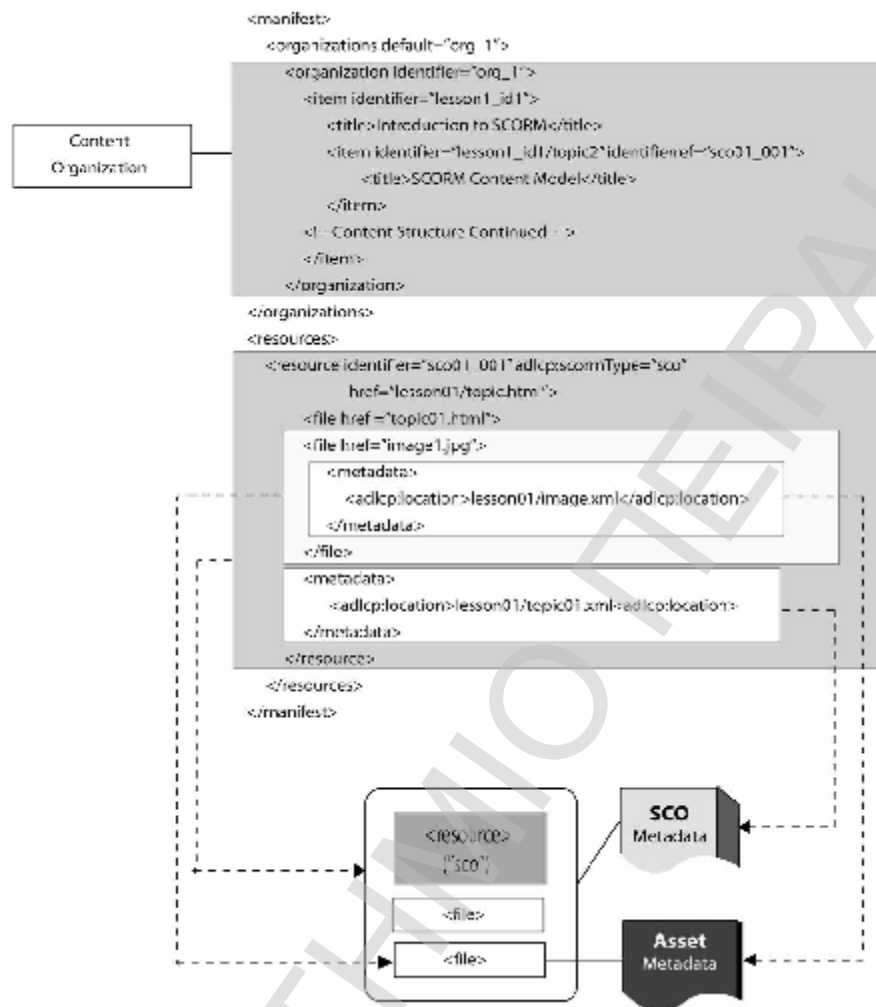 <manifest>
<organizations default="org_1">
<organization identifier="org_1">
<item identifier="lesson1_id1">
<title>Introduction to SCORM</title>
<item identifier="lesson1_id1/topic2" identifierref="sco01_001">
<title>SCORM Content Model</title>
</item>
<!--Content Structure Continued-->
</item>
</organization>
</organizations>
<resources>
<resource identifier="sco01_001" adlcp:scormType="sco"
href="lesson01/topic.html">
<file href="topic01.html">
<file href="image1.jpg">
<metadata>
<adlcp:location>lesson01/image.xml</adlcp:location>
</metadata>
</file>
<metadata>
<adlcp:location>lesson01/topic01.xml<adlcp:location>
</metadata>
</resource>
</resources>
</manifest>
Content
Organization
<resource>
("sco")
<file>
<file>
SCO
Metadata
Asset
Metadata
ΤΗΜΙΟ ΠΕΙΡΑ